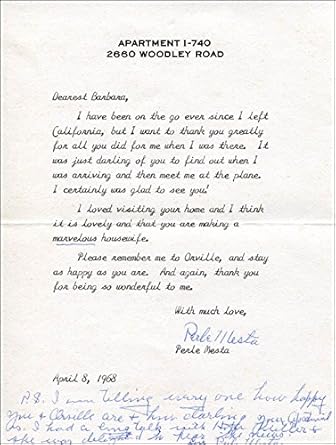 APARTMENT I-740
2660 WOODLEY ROAD
Dearest Barbara,
I have been on the go ever since I left
California, but I want to thank you greatly
for all you did for me when I was there. It
was just darling of you to find out when I
was arriving and then meet me at the plane.
I certainly was glad to see you!
I loved visiting your home and I think
it is lovely and that you are making a
marvelous housewife.
Please remember me to Orville, and stay
as happy as you are. And again, thank you
for being so wonderful to me.
With much love,
Perle Mesta
Perle Mesta
April 8, 1968
P.S. I am telling every one how happy
you & Orville are & how darling your apartment
is. I had a long talk with
she was delighted to hear the news